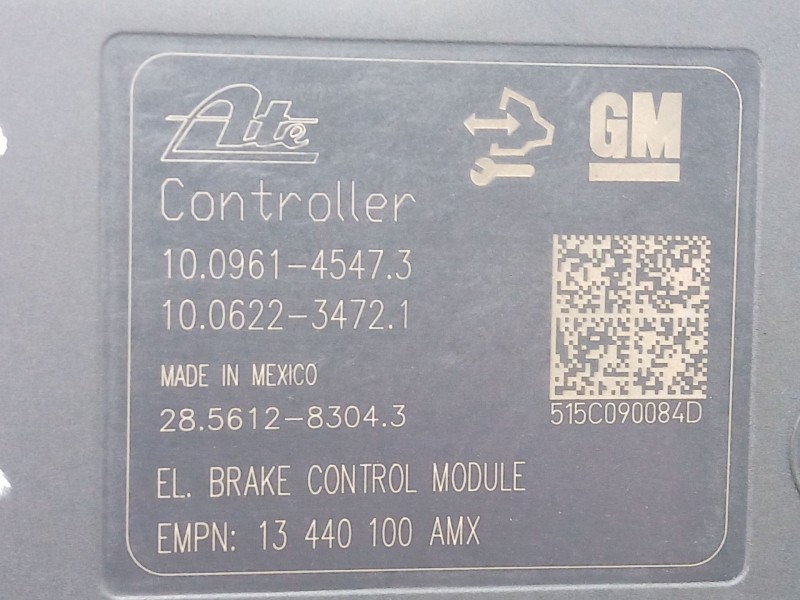 Ate
GM
Controller
10.0961-4547.3
10.0622-3472.1
MADE IN MEXICO
28.5612-8304.3
515C090084D
EL. BRAKE CONTROL MODULE
EMPN: 13 440 100 AMX